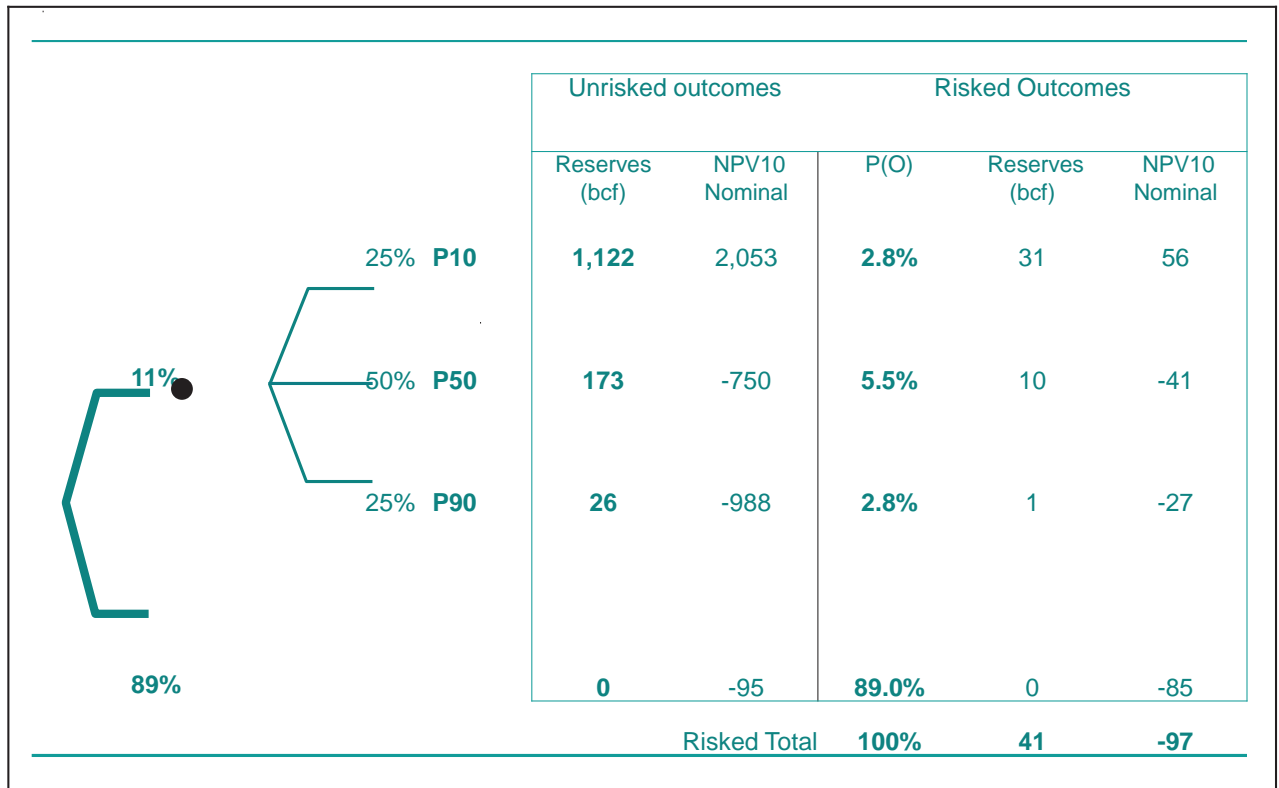 Unrisked outcomes Risked Outcomes
Reserves NPV10 P(O) Reserves NPV10
(bcf) Nominal (bcf) Nominal
25% P10 1,122 2,053 2.8% 31 56
11% 50% P50 173 -750 5.5% 10 -41
25% P90 26 -988 2.8% 1 -27
89% 0 -95 89.0% 0 -85
Risked Total 100% 41 -97